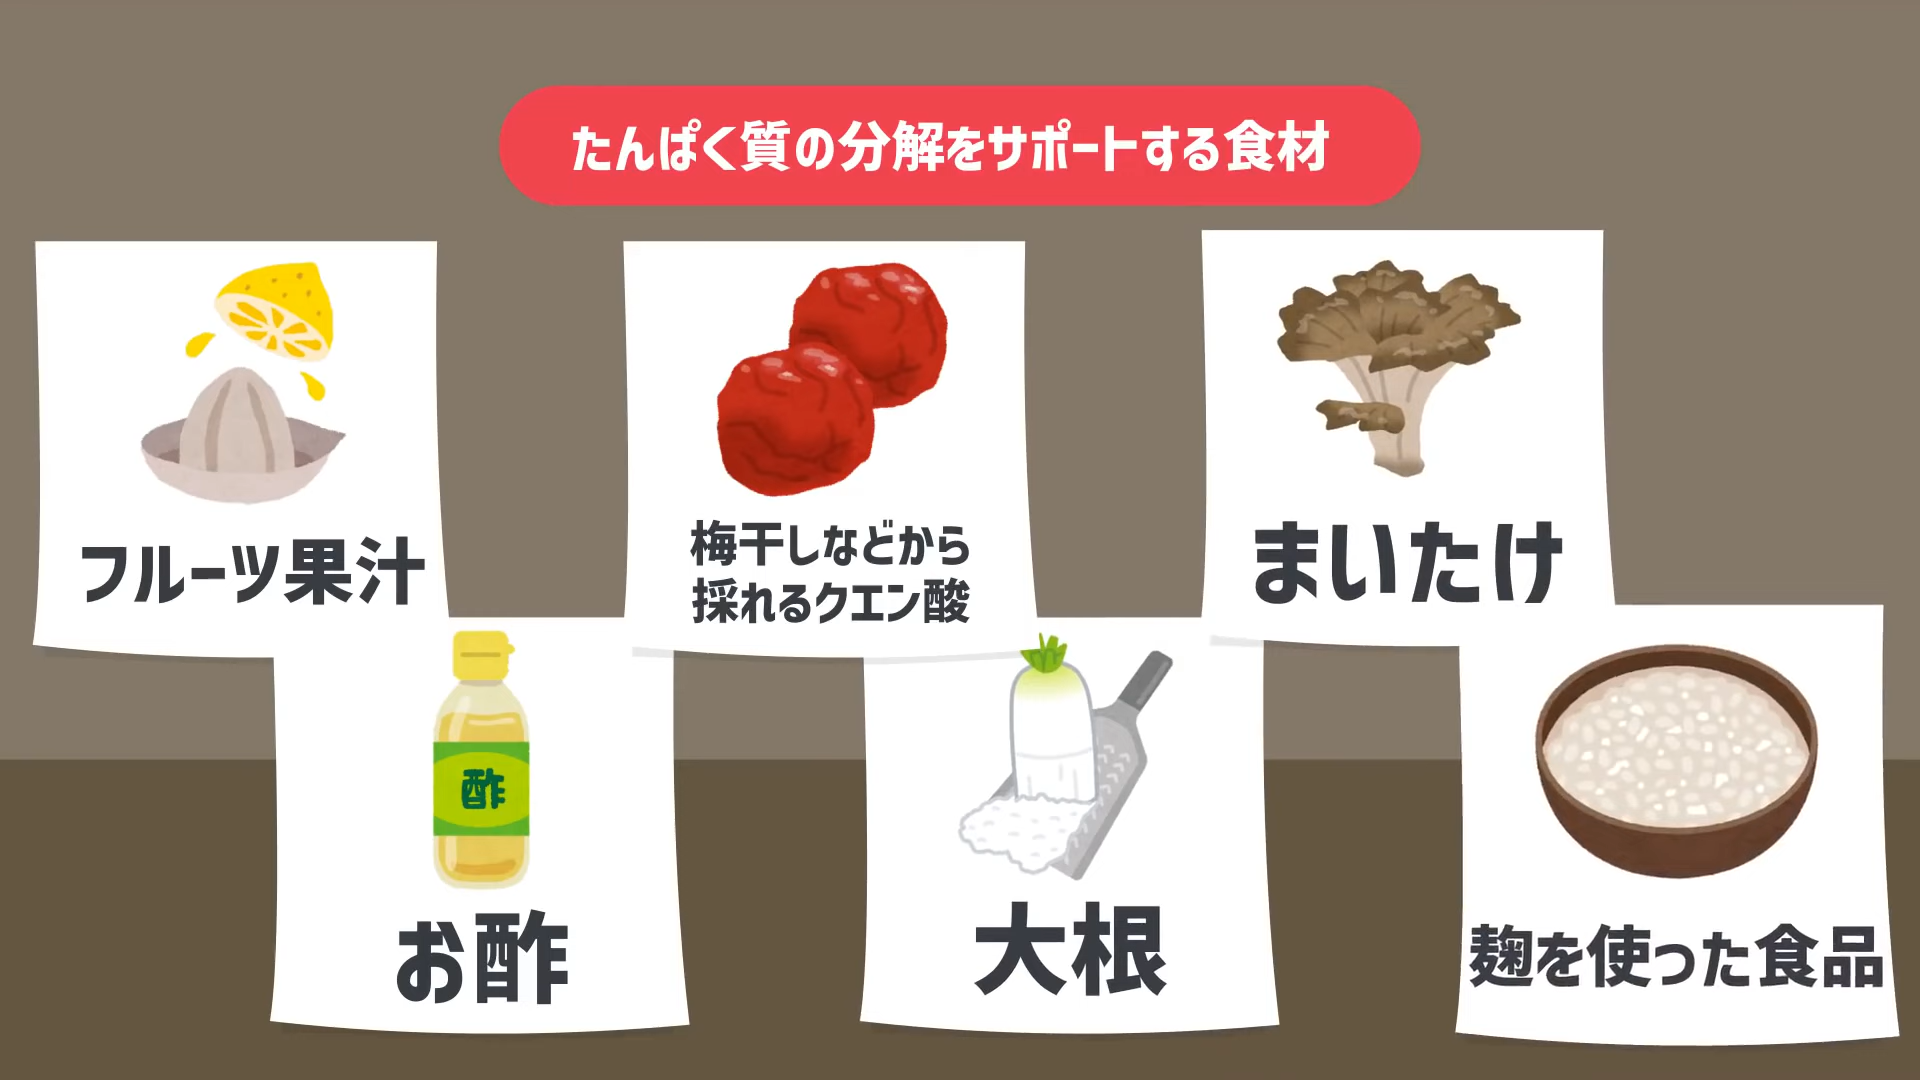 たんぱく質の分解をサポートする食材
フルーツ果汁
梅干しなどから
採れるクエン酸
まいたけ
酢
お酢
大根
麹を使った食品